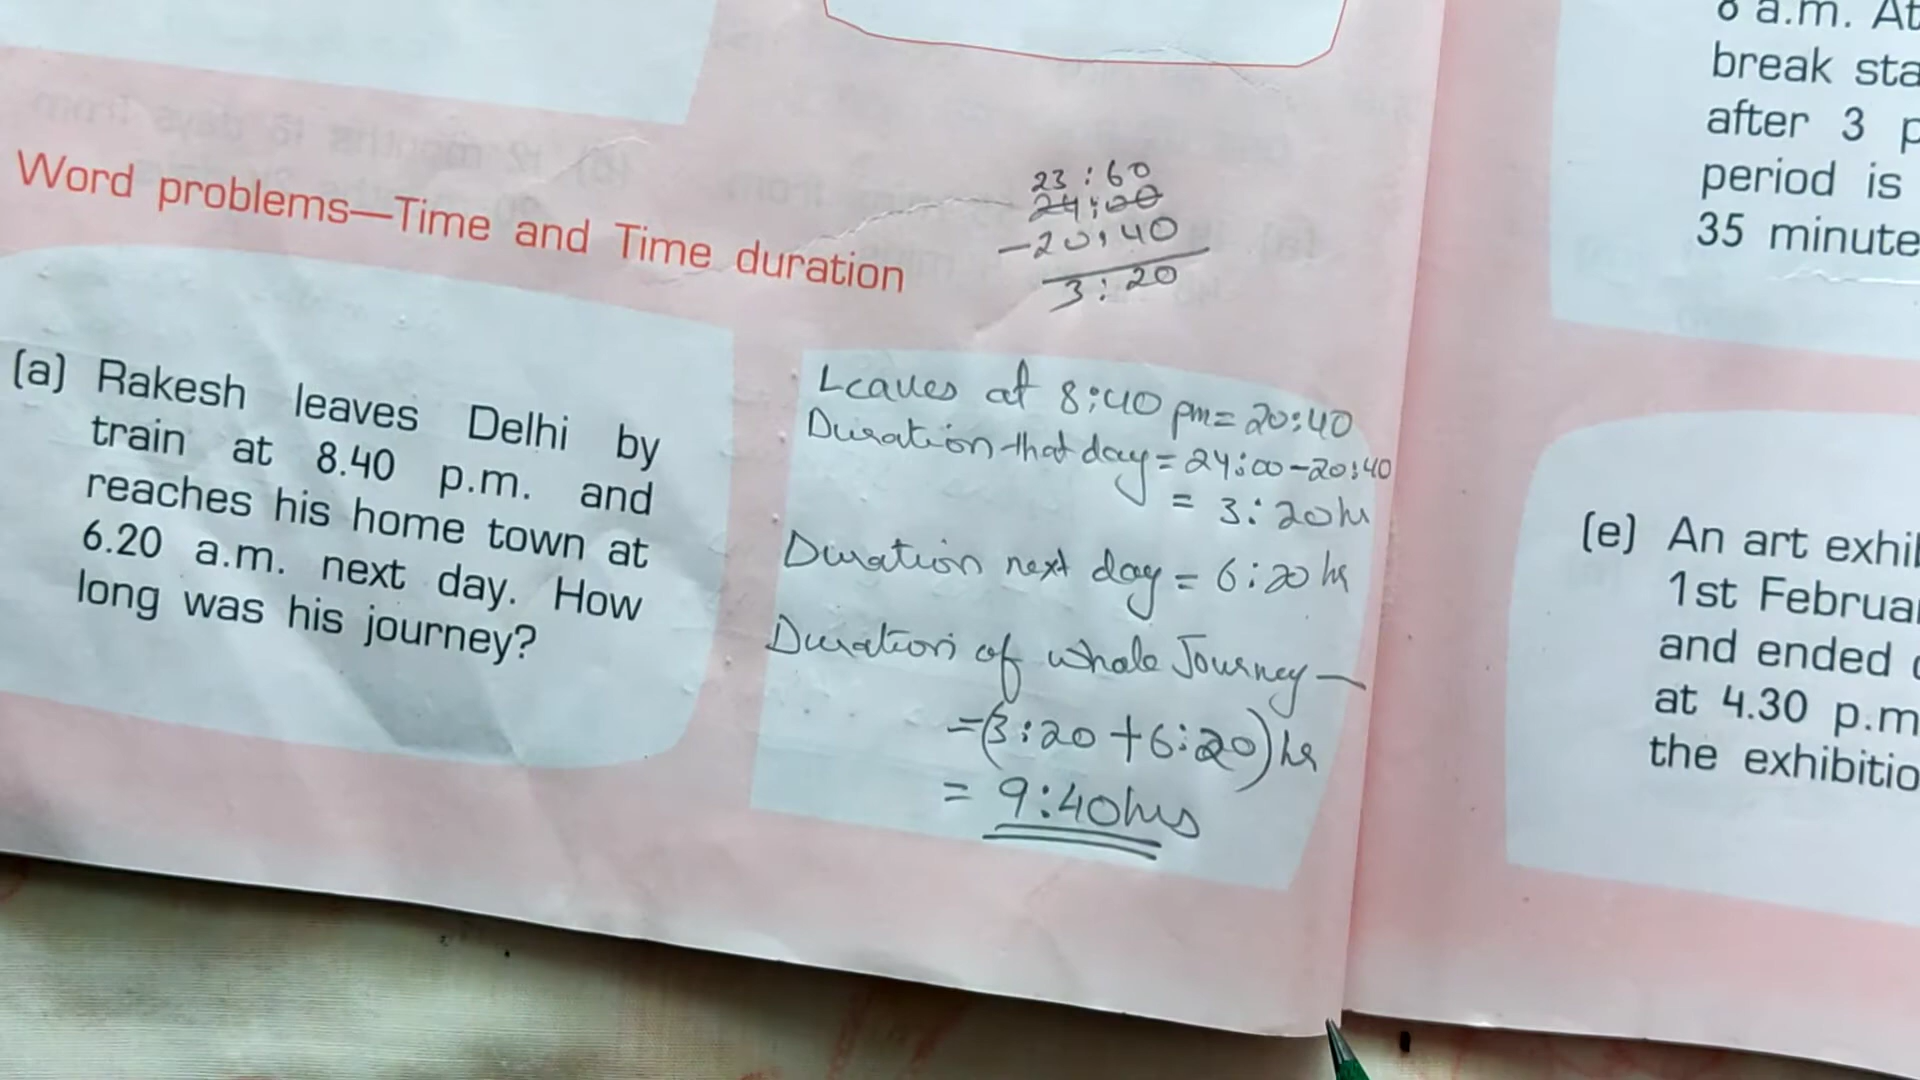 Word problems—Time and Time duration
23:60
24:00
-20:40
3:20
(a) Rakesh leaves Delhi by
train at 8.40 p.m. and
reaches his home town at
6.20 a.m. next day. How
long was his journey?
Leaves at 8:40 pm = 20:40
Duration that day = 24:00-20:40
= 3:20 hr
Duration next day = 6:20 hr
Duration of whole Journey —
=(3:20+6:20) hr
= 9:40hrs
8 a.m. At
break sta
after 3 p
period is
35 minute
(e) An art exhib
1st Februar
and ended
at 4.30 p.m
the exhibitio